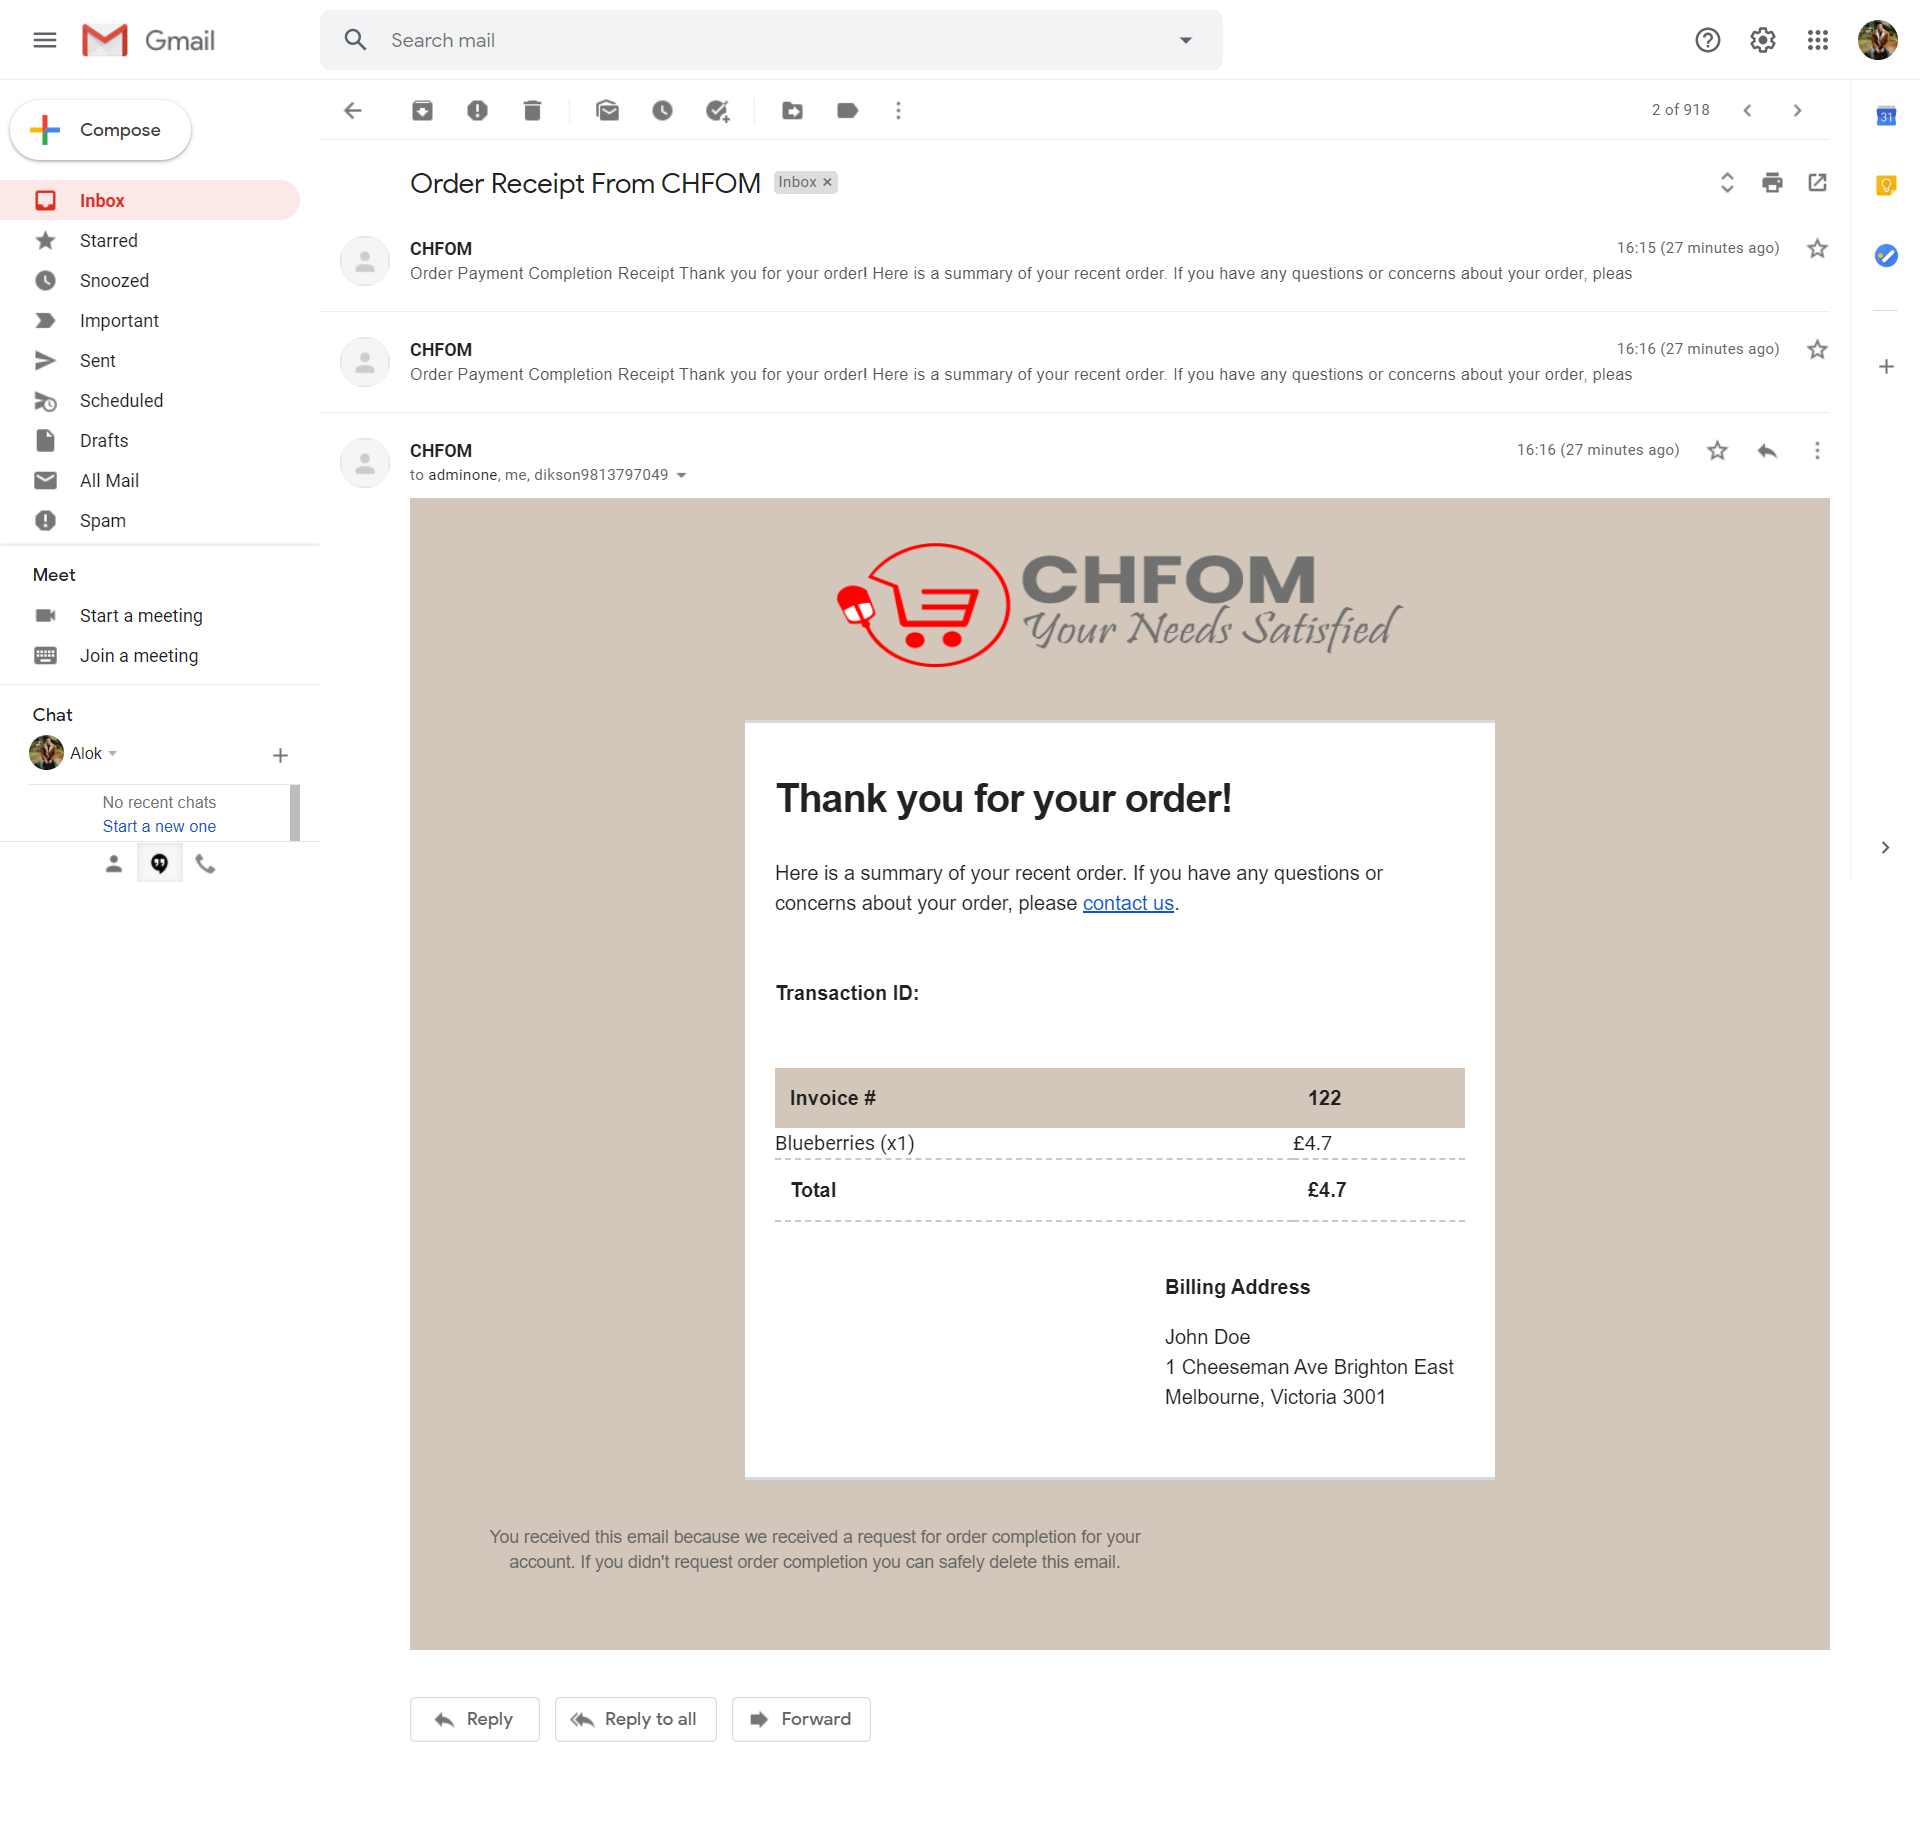 Gmail
Search mail
Compose
2 of 918
31
Inbox
Starred
Snoozed
Important
Sent
Scheduled
Drafts
All Mail
Spam
Meet
Start a meeting
Join a meeting
Chat
Alok
No recent chats
Start a new one
Order Receipt From CHFOM Inbox ×
CHFOM 16:15 (27 minutes ago)
Order Payment Completion Receipt Thank you for your order! Here is a summary of your recent order. If you have any questions or concerns about your order, pleas
CHFOM 16:16 (27 minutes ago)
Order Payment Completion Receipt Thank you for your order! Here is a summary of your recent order. If you have any questions or concerns about your order, pleas
CHFOM 16:16 (27 minutes ago)
to adminone, me, dikson9813797049
CHFOM
Your Needs Satisfied
Thank you for your order!
Here is a summary of your recent order. If you have any questions or
concerns about your order, please contact us.
Transaction ID:
Invoice # 122
Blueberries (x1) £4.7
Total £4.7
Billing Address
John Doe
1 Cheeseman Ave Brighton East
Melbourne, Victoria 3001
You received this email because we received a request for order completion for your
account. If you didn't request order completion you can safely delete this email.
Reply Reply to all Forward